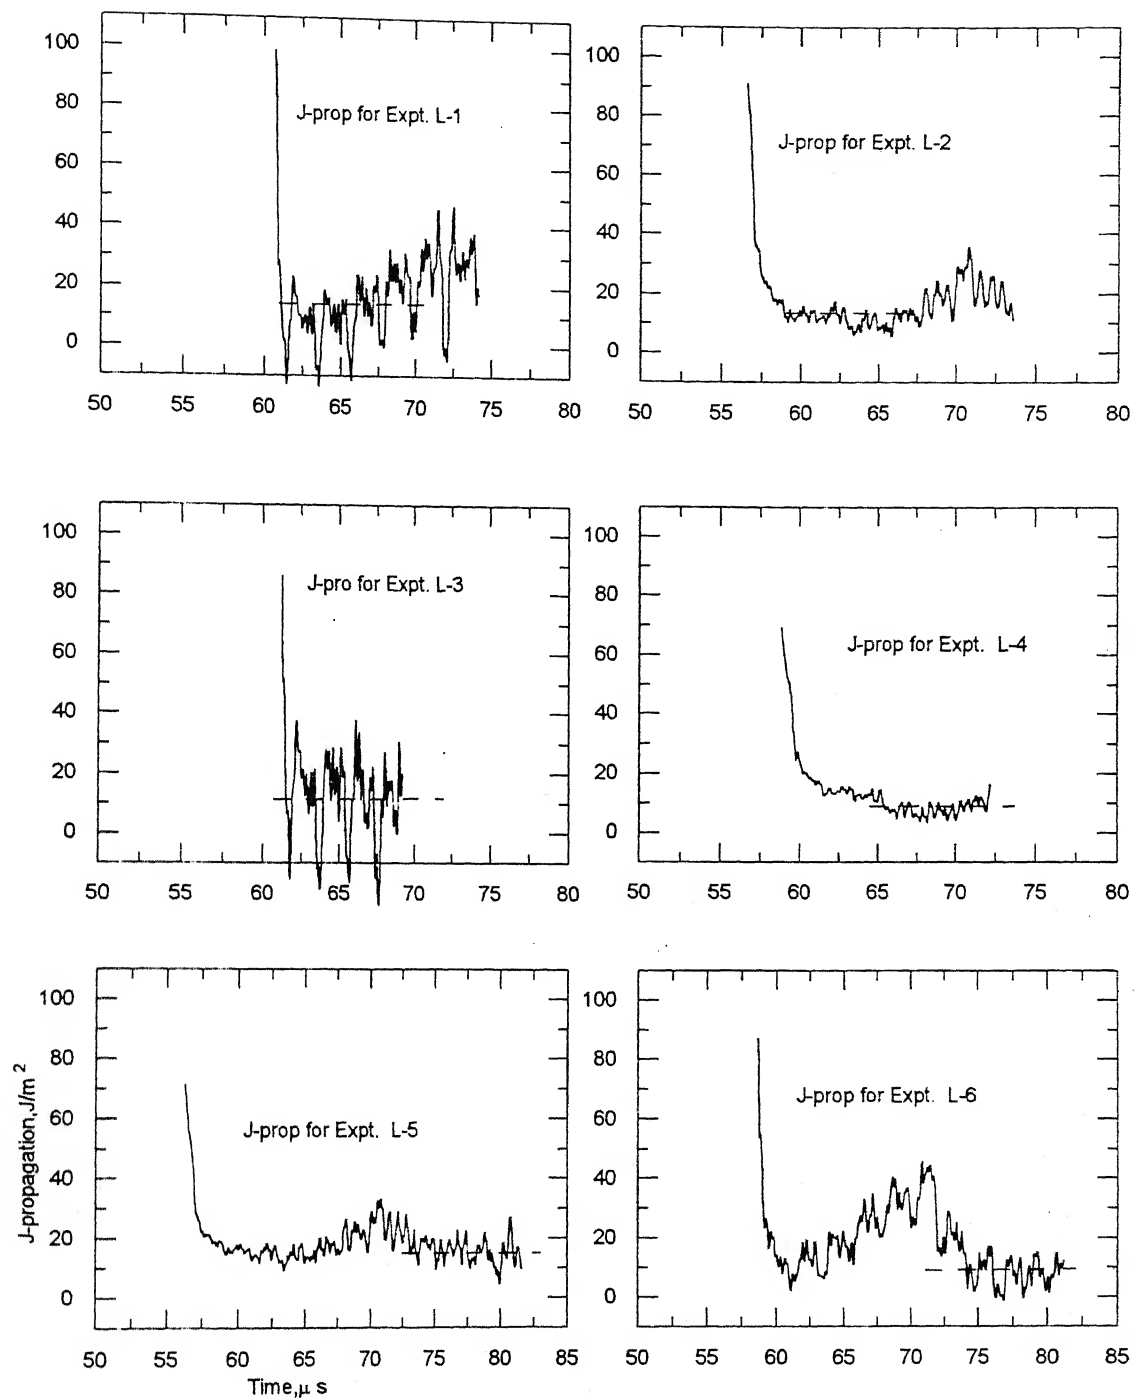 100
80
60
40
20
0
J-prop for Expt. L-1
50 55 60 65 70 75 80
100
80
60
40
20
0
J-prop for Expt. L-2
50 55 60 65 70 75 80
100
80
60
40
20
0
J-pro for Expt. L-3
50 55 60 65 70 75 80
100
80
60
40
20
0
J-prop for Expt. L-4
50 55 60 65 70 75 80
J-propagation,J/m²
100
80
60
40
20
0
J-prop for Expt. L-5
50 55 60 65 70 75 80 85
Time,μ s
100
80
60
40
20
0
J-prop for Expt. L-6
50 55 60 65 70 75 80 85